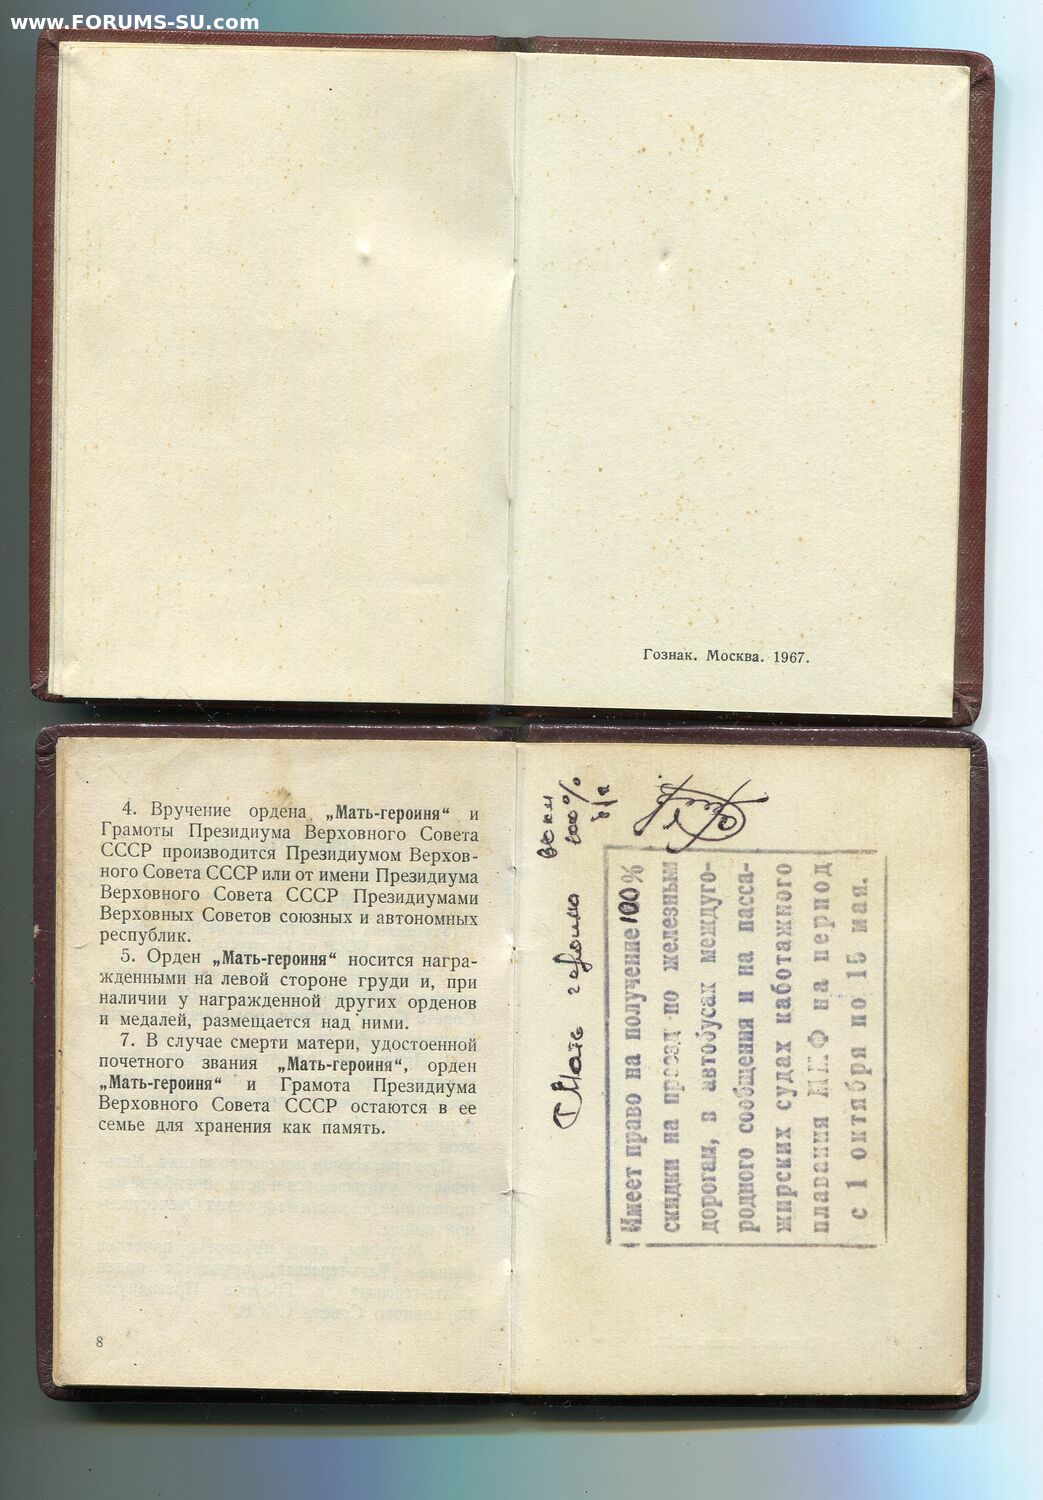 www.FORUMS-SU.com
Гознак. Москва. 1967.
4. Вручение ордена „Мать-героиня“ и
Грамоты Президиума Верховного Совета
СССР производится Президиумом Верхов-
ного Совета СССР или от имени Президиума
Верховного Совета СССР Президиумами
Верховных Советов союзных и автономных
республик.
5. Орден „Мать-героиня“ носится награ-
жденными на левой стороне груди и, при
наличии у награжденной других орденов
и медалей, размещается над ними.
7. В случае смерти матери, удостоенной
почетного звания „Мать-героиня“, орден
„Мать-героиня“ и Грамота Президиума
Верховного Совета СССР остаются в ее
семье для хранения как память.
8
100%
Имеет право на получение 100%
скидки на проезд по железным
дорогам, в автобусах междуго-
родного сообщения и на пасса-
жирских судах каботажного
плавания ММФ на период
с 1 октября по 15 мая.